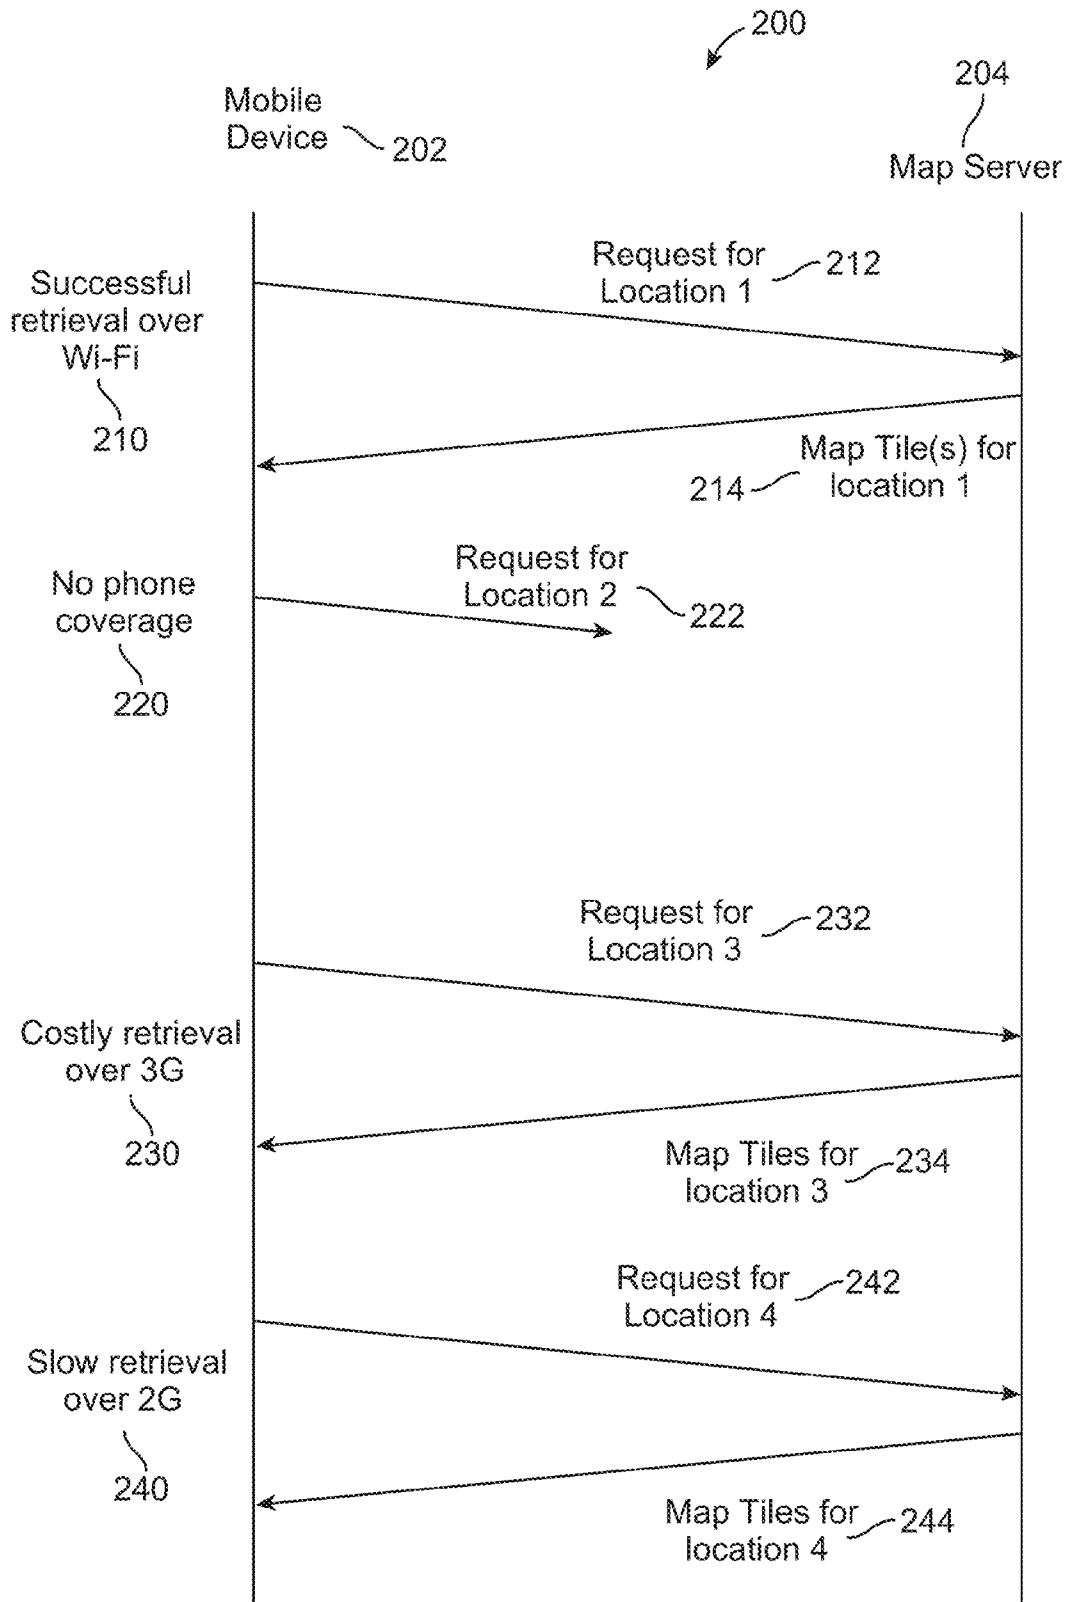 200
Mobile
Device
202
204
Map Server
Successful
retrieval over
Wi-Fi
210
Request for
Location 1
212
Map Tile(s) for
location 1
214
No phone
coverage
220
Request for
Location 2
222
Request for
Location 3
232
Costly retrieval
over 3G
230
Map Tiles for
location 3
234
Request for
Location 4
242
Slow retrieval
over 2G
240
Map Tiles for
location 4
244